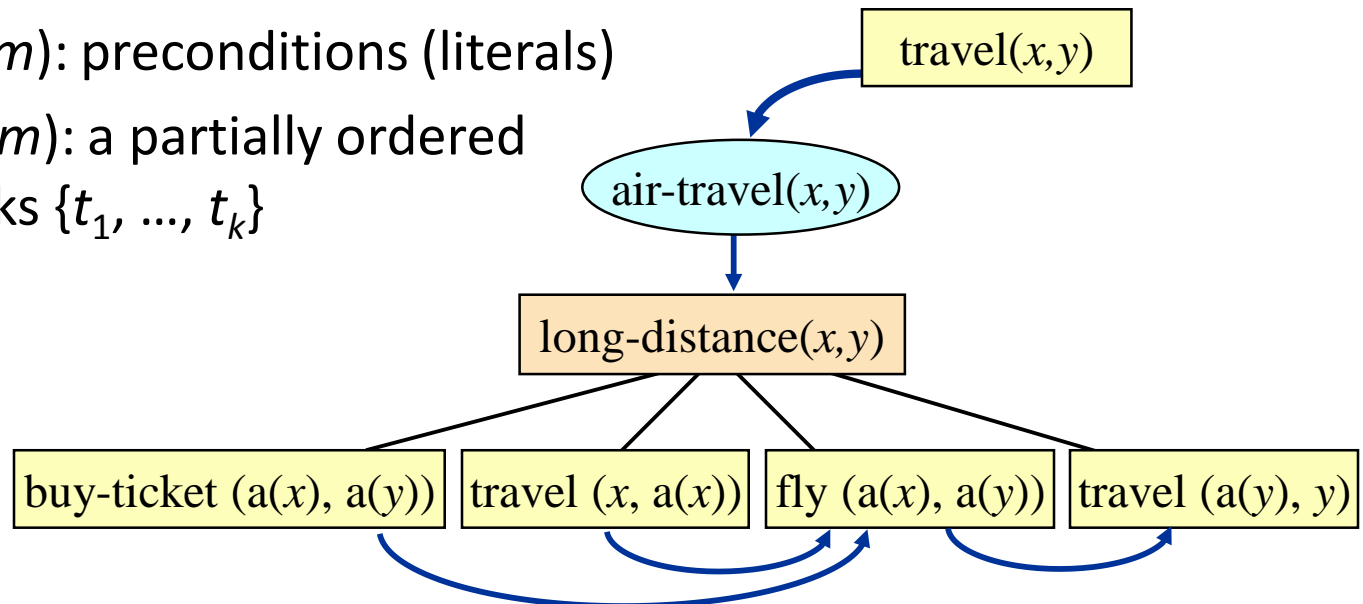 m): preconditions (literals)
m): a partially ordered
ks {t₁, …, tₖ}
travel(x,y)
air-travel(x,y)
long-distance(x,y)
buy-ticket (a(x), a(y))
travel (x, a(x))
fly (a(x), a(y))
travel (a(y), y)